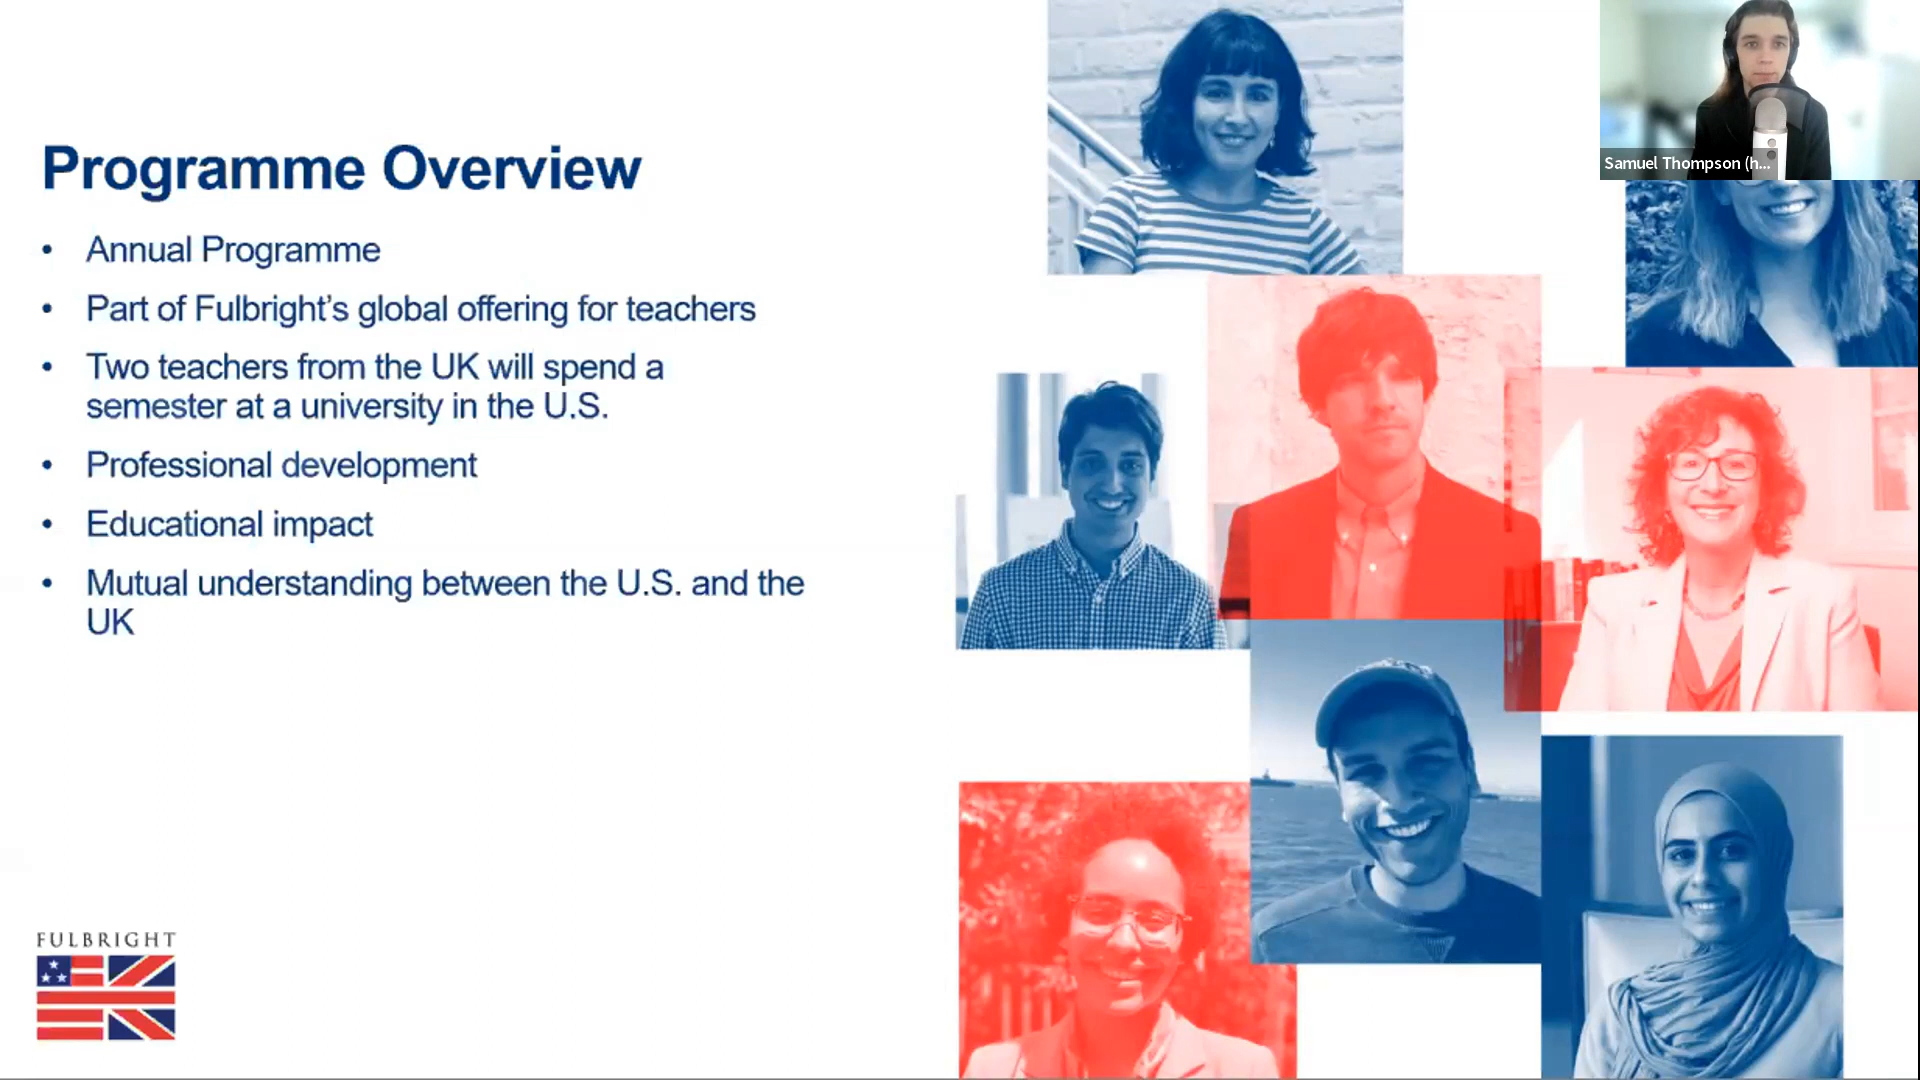 Programme Overview
• Annual Programme
• Part of Fulbright’s global offering for teachers
• Two teachers from the UK will spend a
semester at a university in the U.S.
• Professional development
• Educational impact
• Mutual understanding between the U.S. and the
UK
FULBRIGHT
Samuel Thompson (h...